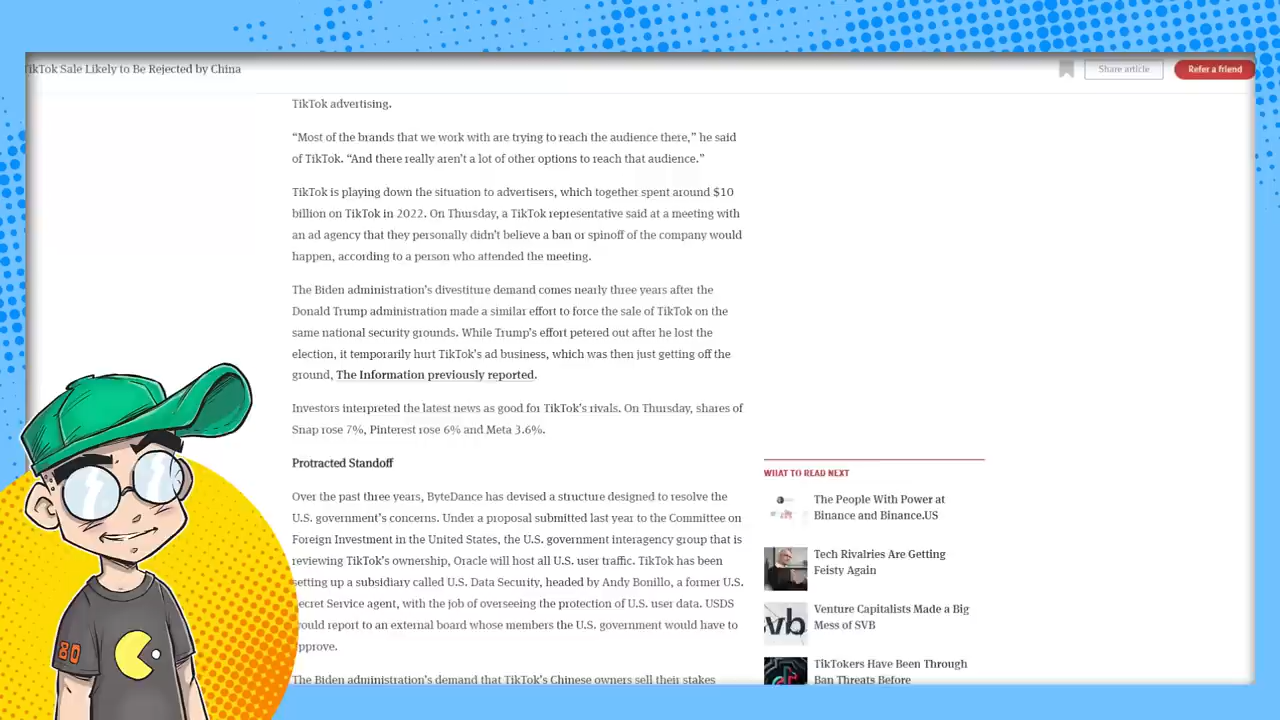 TikTok Sale Likely to Be Rejected by China
Share article
Refer a friend
TikTok advertising.
“Most of the brands that we work with are trying to reach the audience there,” he said
of TikTok. “And there really aren’t a lot of other options to reach that audience.”
TikTok is playing down the situation to advertisers, which together spent around $10
billion on TikTok in 2022. On Thursday, a TikTok representative said at a meeting with
an ad agency that they personally didn’t believe a ban or spinoff of the company would
happen, according to a person who attended the meeting.
The Biden administration’s divestiture demand comes nearly three years after the
Donald Trump administration made a similar effort to force the sale of TikTok on the
same national security grounds. While Trump’s effort petered out after he lost the
election, it temporarily hurt TikTok’s ad business, which was then just getting off the
ground, The Information previously reported.
Investors interpreted the latest news as good for TikTok’s rivals. On Thursday, shares of
Snap rose 7%, Pinterest rose 6% and Meta 3.6%.
Protracted Standoff
Over the past three years, ByteDance has devised a structure designed to resolve the
U.S. government’s concerns. Under a proposal submitted last year to the Committee on
Foreign Investment in the United States, the U.S. government interagency group that is
reviewing TikTok’s ownership, Oracle will host all U.S. user traffic. TikTok has been
setting up a subsidiary called U.S. Data Security, headed by Andy Bonillo, a former U.S.
Secret Service agent, with the job of overseeing the protection of U.S. user data. USDS
would report to an external board whose members the U.S. government would have to
approve.
The Biden administration’s demand that TikTok’s Chinese owners sell their stakes
WHAT TO READ NEXT
The People With Power at
Binance and Binance.US
Tech Rivalries Are Getting
Feisty Again
svb
Venture Capitalists Made a Big
Mess of SVB
TikTokers Have Been Through
Ban Threats Before
80